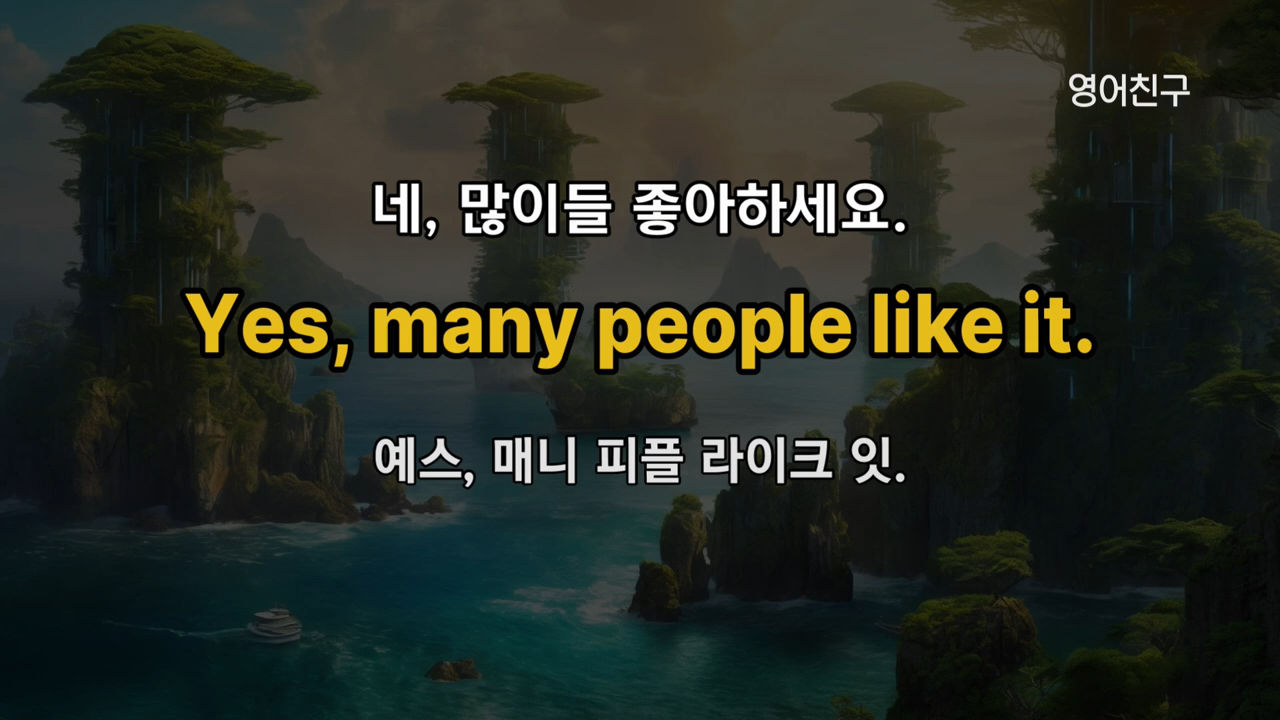 영어친구
네, 많이들 좋아하세요.
Yes, many people like it.
예스, 매니 피플 라이크 잇.